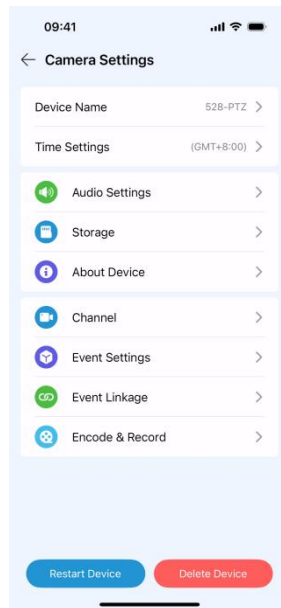 09:41
Camera Settings
Device Name 528-PTZ
Time Settings (GMT+8:00)
Audio Settings
Storage
About Device
Channel
Event Settings
Event Linkage
Encode & Record
Restart Device Delete Device